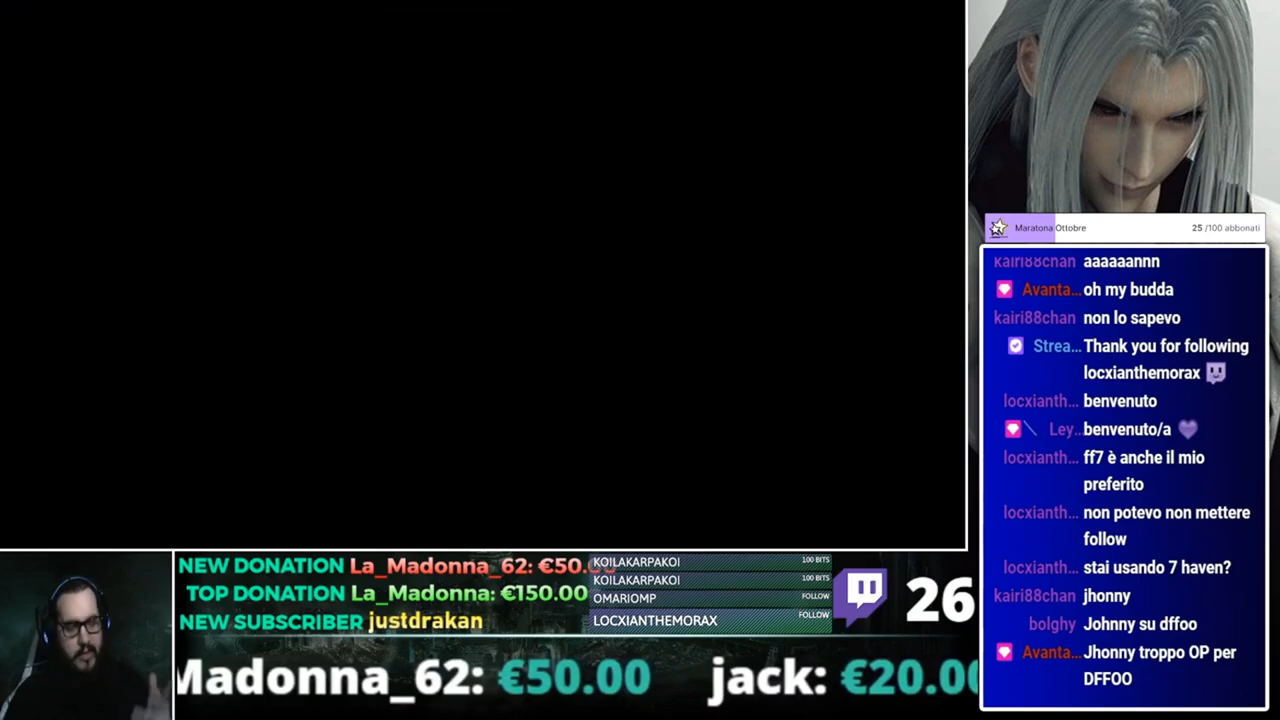 Maratona Ottobre 25 /100 abbonati
kairi88chan aaaaaannn
Avanta... oh my budda
kairi88chan non lo sapevo
Strea... Thank you for following
locxianthemorax
locxianth... benvenuto
Ley... benvenuto/a
locxianth... ff7 è anche il mio
preferito
locxianth... non potevo non mettere
follow
locxianth... stai usando 7 haven?
kairi88chan jhonny
bolghy Johnny su dffoo
Avanta... Jhonny troppo OP per
DFFOO
NEW DONATION La_Madonna_62: €50.00
TOP DONATION La_Madonna: €150.00
NEW SUBSCRIBER justdrakan
KOILAKARPAKOI 100 BITS
KOILAKARPAKOI 100 BITS
OMARIOMP FOLLOW
LOCXIANTHEMORAX FOLLOW
26
Madonna_62: €50.00 jack: €20.00